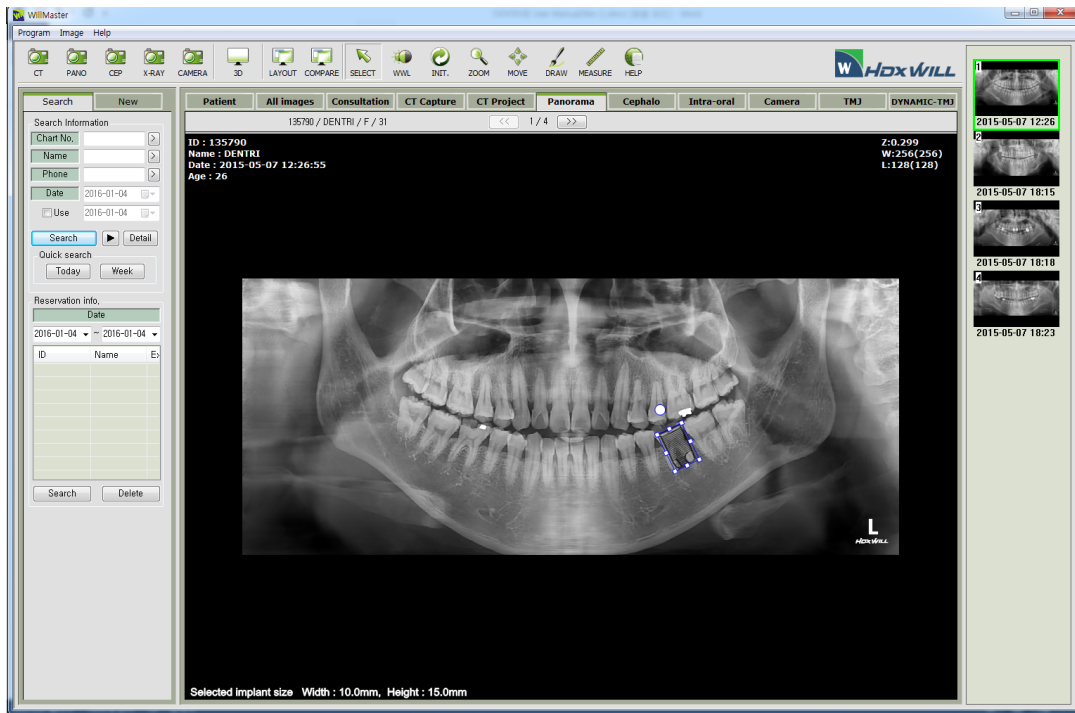 WillMaster
Program Image Help
CT PANO CEP X-RAY CAMERA 3D LAYOUT COMPARE SELECT WWL INIT. ZOOM MOVE DRAW MEASURE HELP
W HDXWILL
Search New
Patient All images Consultation CT Capture CT Project Panorama Cephalo Intra-oral Camera TMJ DYNAMIC-TMJ
135790 / DENTRI / F / 31 << 1 / 4 >>
Search Information
Chart No, >
Name >
Phone >
Date 2016-01-04
Use 2016-01-04
Search Detail
Quick search
Today Week
Reservation info,
Date
2016-01-04 ~ 2016-01-04
ID Name Ex
Search Delete
ID : 135790
Name : DENTRI
Date : 2015-05-07 12:26:55
Age : 26
Z:0.299
W:256(256)
L:128(128)
L
HDXWILL
Selected implant size Width : 10.0mm, Height : 15.0mm
1
2015-05-07 12:26
2
2015-05-07 18:15
3
2015-05-07 18:18
4
2015-05-07 18:23